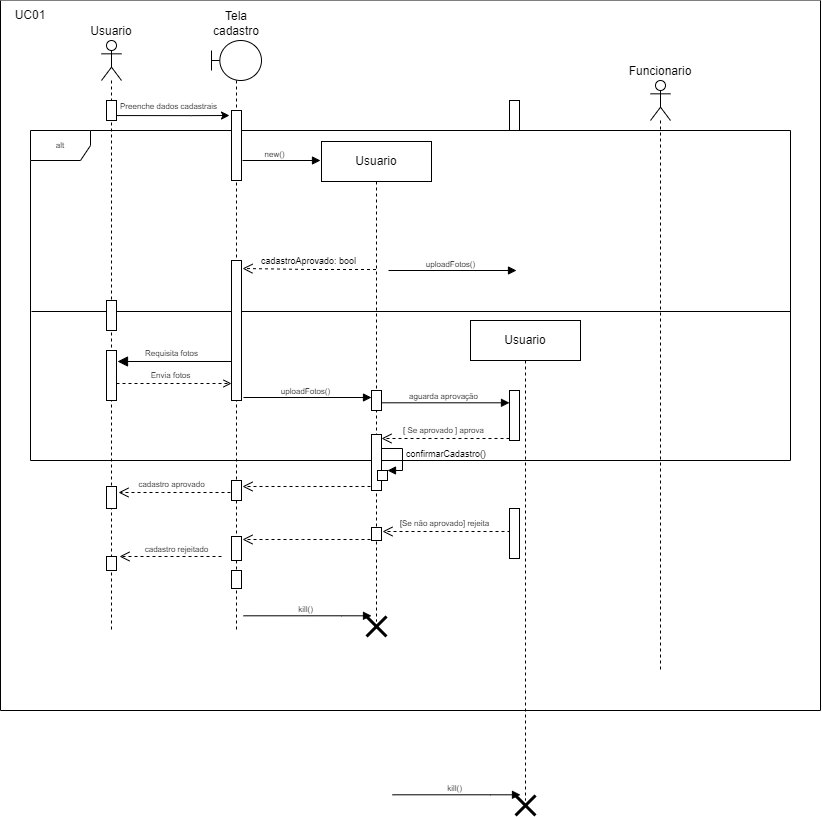 UC01
Usuario
Tela
cadastro
Funcionario
Preenche dados cadastrais
alt
new()
Usuario
cadastroAprovado: bool
uploadFotos()
Usuario
Requisita fotos
Envia fotos
uploadFotos()
aguarda aprovação
[ Se aprovado ] aprova
confirmarCadastro()
cadastro aprovado
[Se não aprovado] rejeita
cadastro rejeitado
kill()
kill()